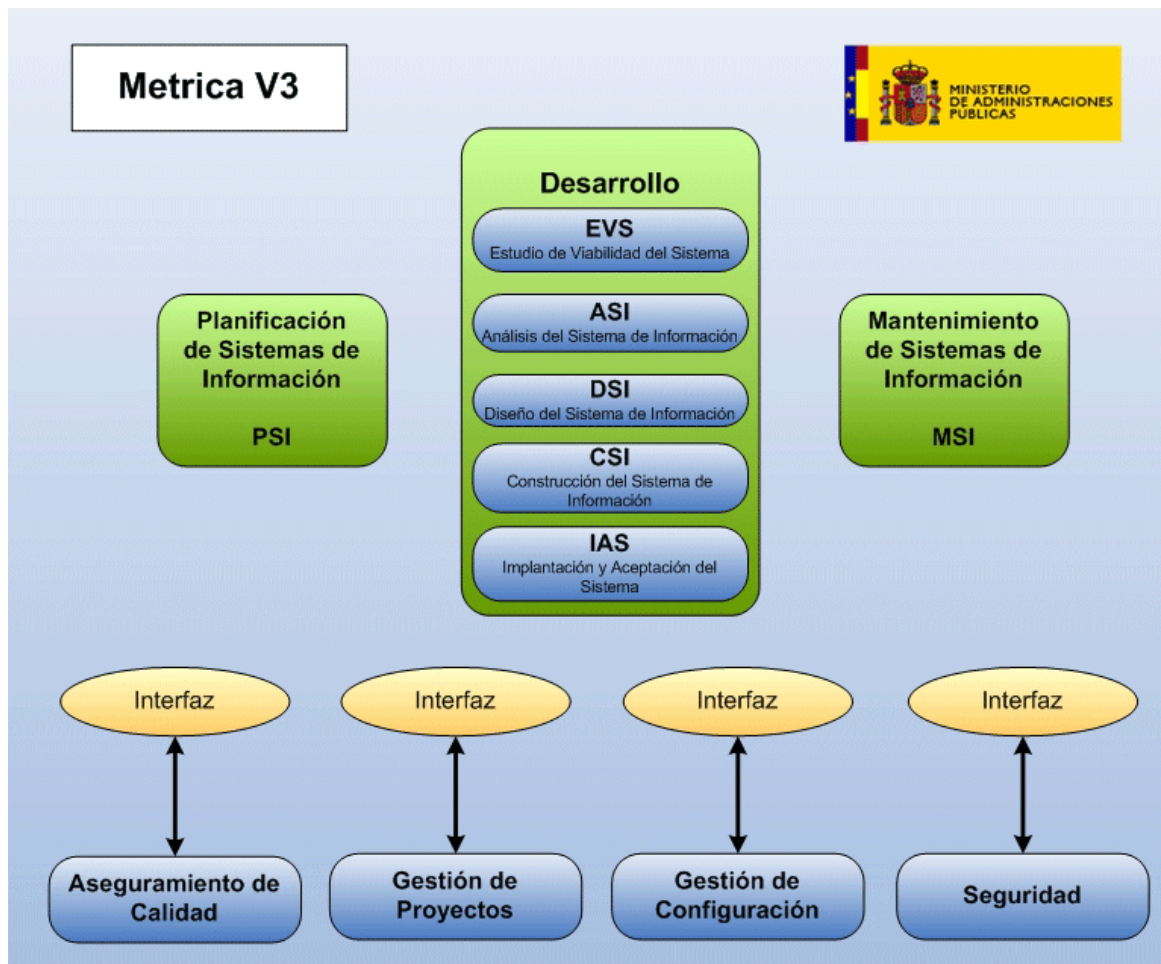 Metrica V3
MINISTERIO
DE ADMINISTRACIONES
PÚBLICAS
Desarrollo
EVS
Estudio de Viabilidad del Sistema
ASI
Análisis del Sistema de Información
DSI
Diseño del Sistema de Información
CSI
Construcción del Sistema de
Información
IAS
Implantación y Aceptación del
Sistema
Planificación
de Sistemas de
Información
PSI
Mantenimiento
de Sistemas de
Información
MSI
Interfaz
Interfaz
Interfaz
Interfaz
Aseguramiento de
Calidad
Gestión de
Proyectos
Gestión de
Configuración
Seguridad